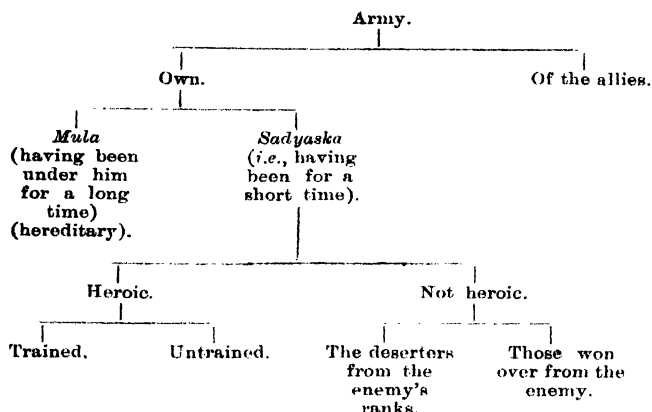 Army.
Own.
Of the allies.
Mula
(having been
under him
for a long
time)
(hereditary).
Sadyaska
(i.e., having
been for a
short time).
Heroic.
Not heroic.
Trained.
Untrained.
The deserters
from the
enemy's
ranks.
Those won
over from the
enemy.